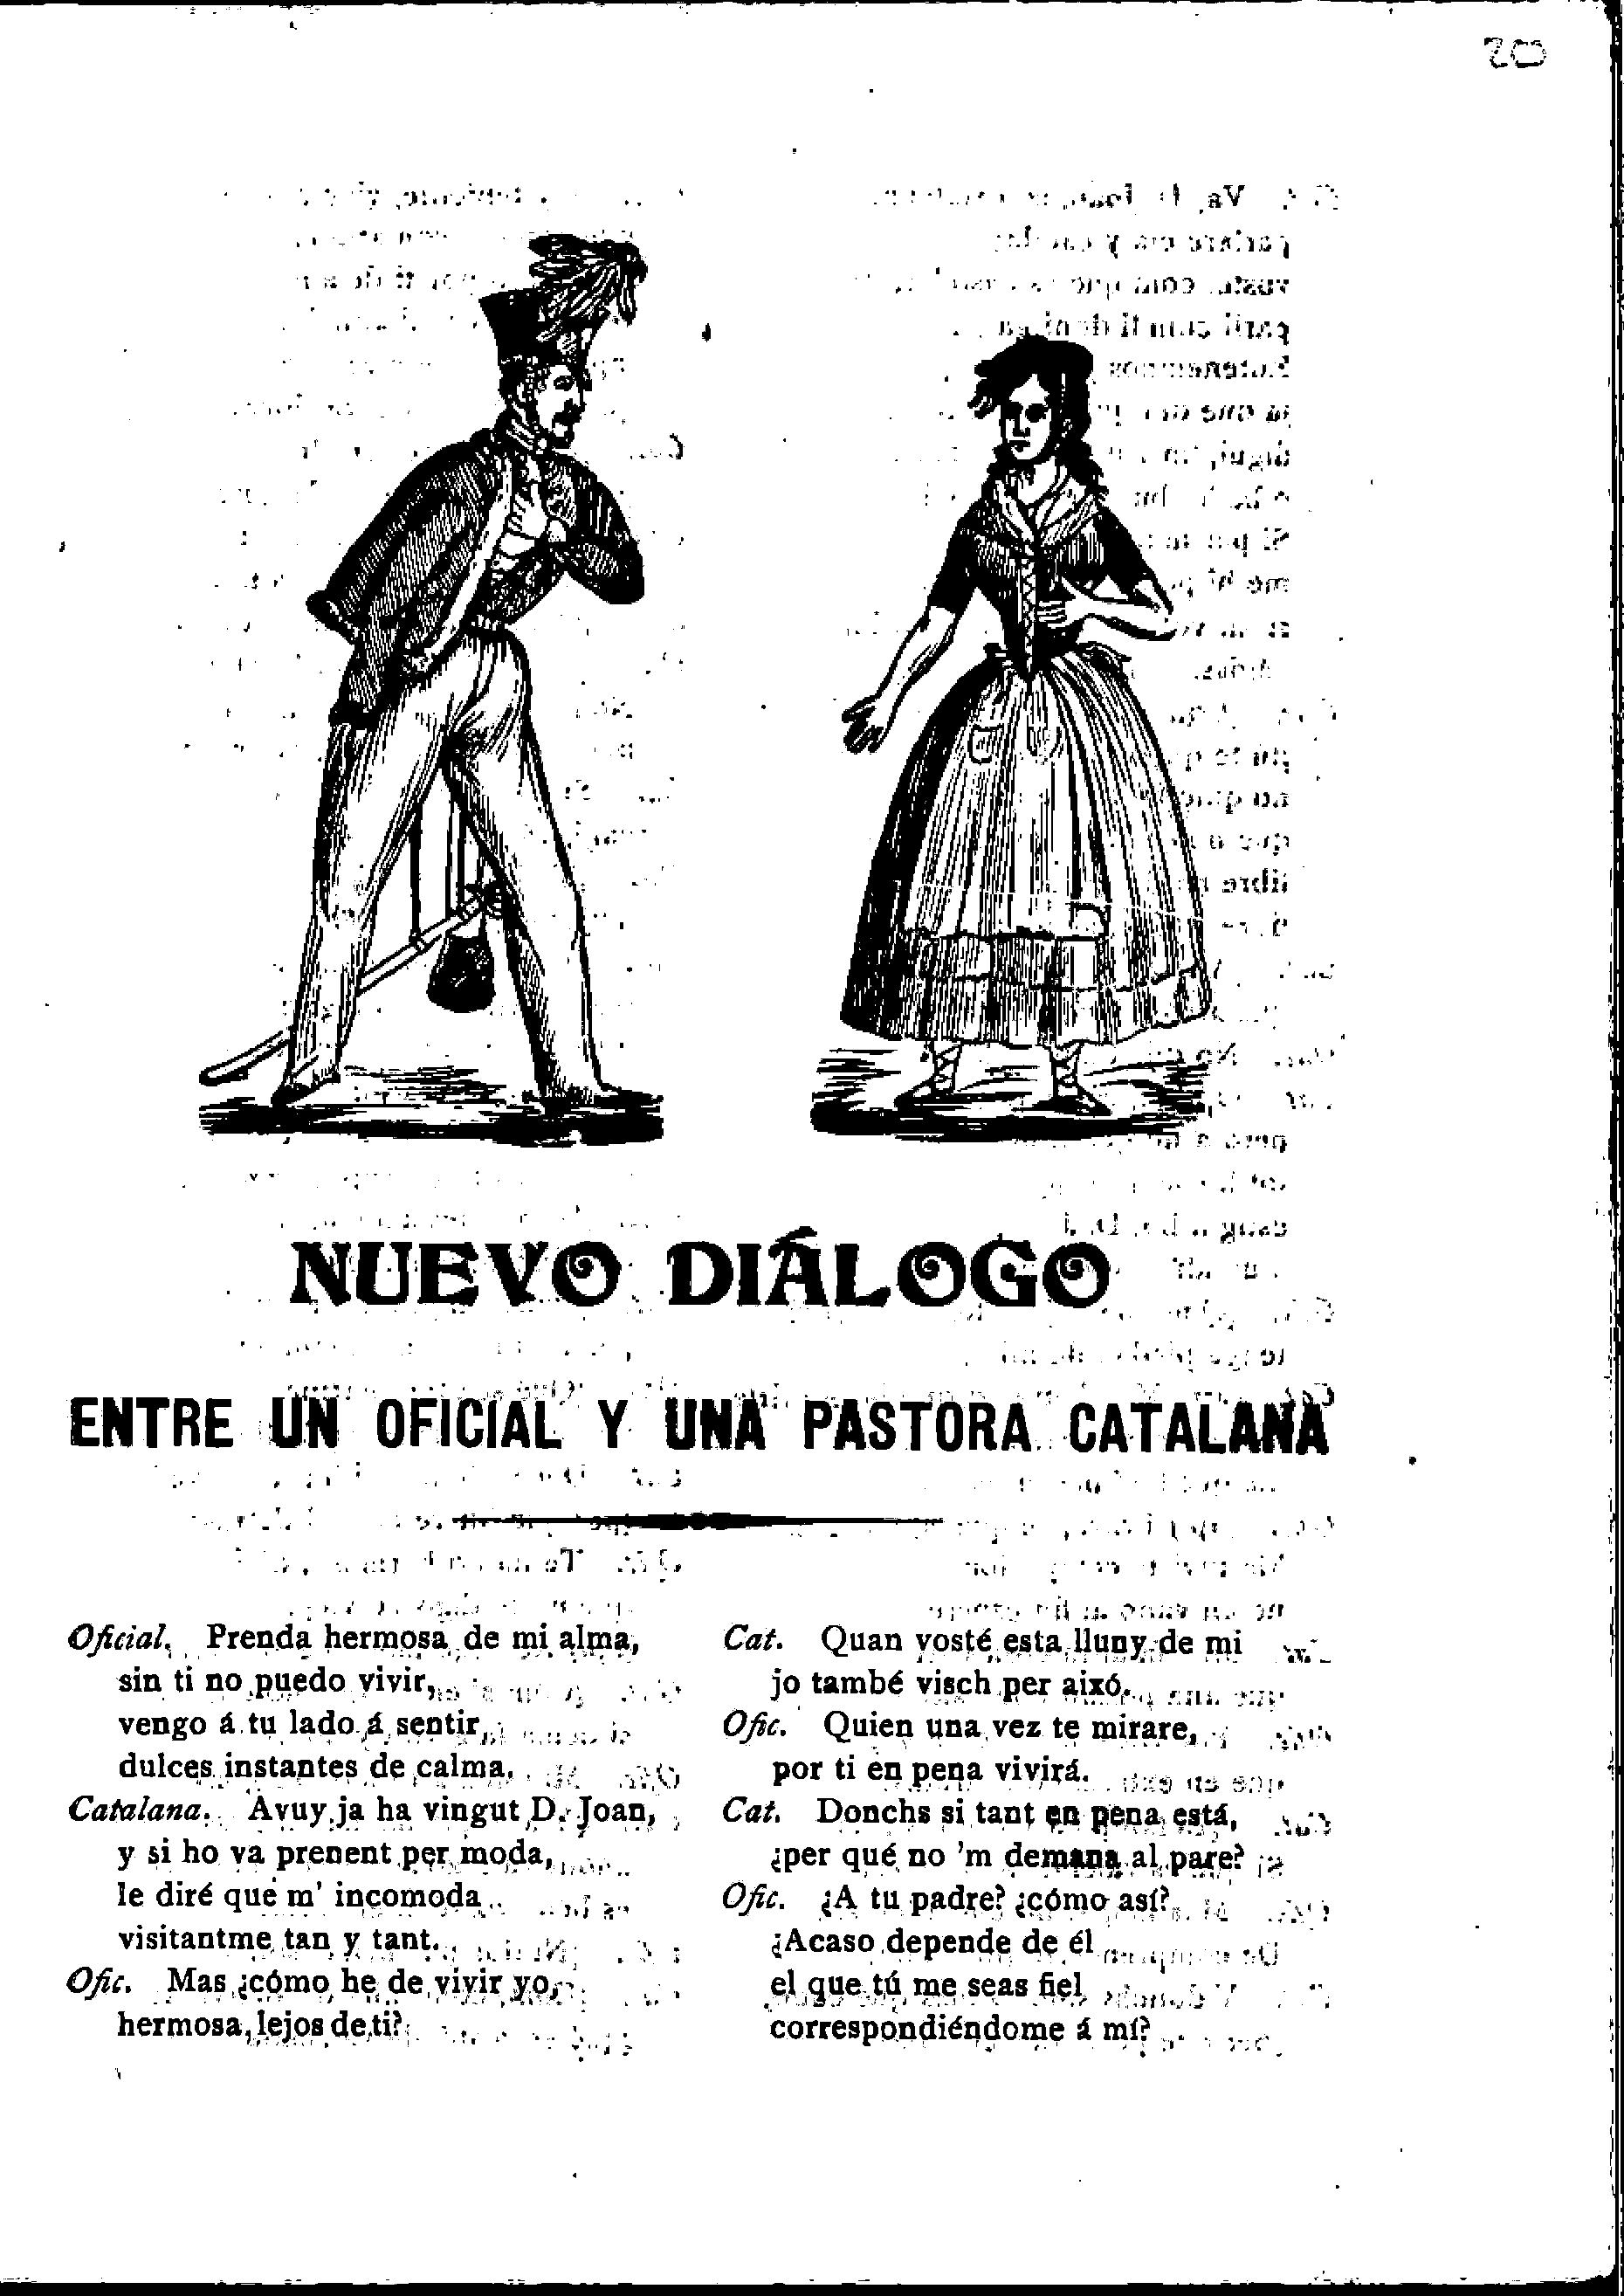 200
NUEVO DIÁLOGO
ENTRE UN OFICIAL Y UNA PASTORA CATALANA
Oficial. Prenda hermosa de mi alma,
sin ti no puedo vivir,
vengo á tu lado á sentir
dulces instantes de calma.
Catalana. Avuy ja ha vingut D. Joan,
y si ho va prenent per moda,
le diré que m' incomoda
visitantme tan y tant.
Ofic. Mas ¿cómo he de vivir yo,
hermosa, lejos de ti?
Cat. Quan vosté esta lluny de mi
jo també visch per aixó.
Ofic. Quien una vez te mirare,
por ti en pena vivirá.
Cat. Donchs si tant en pena está,
¿per qué no 'm demana al pare?
Ofic. ¿A tu padre? ¿cómo así?
¿Acaso depende de él
el que tú me seas fiel
correspondiéndome á mí?